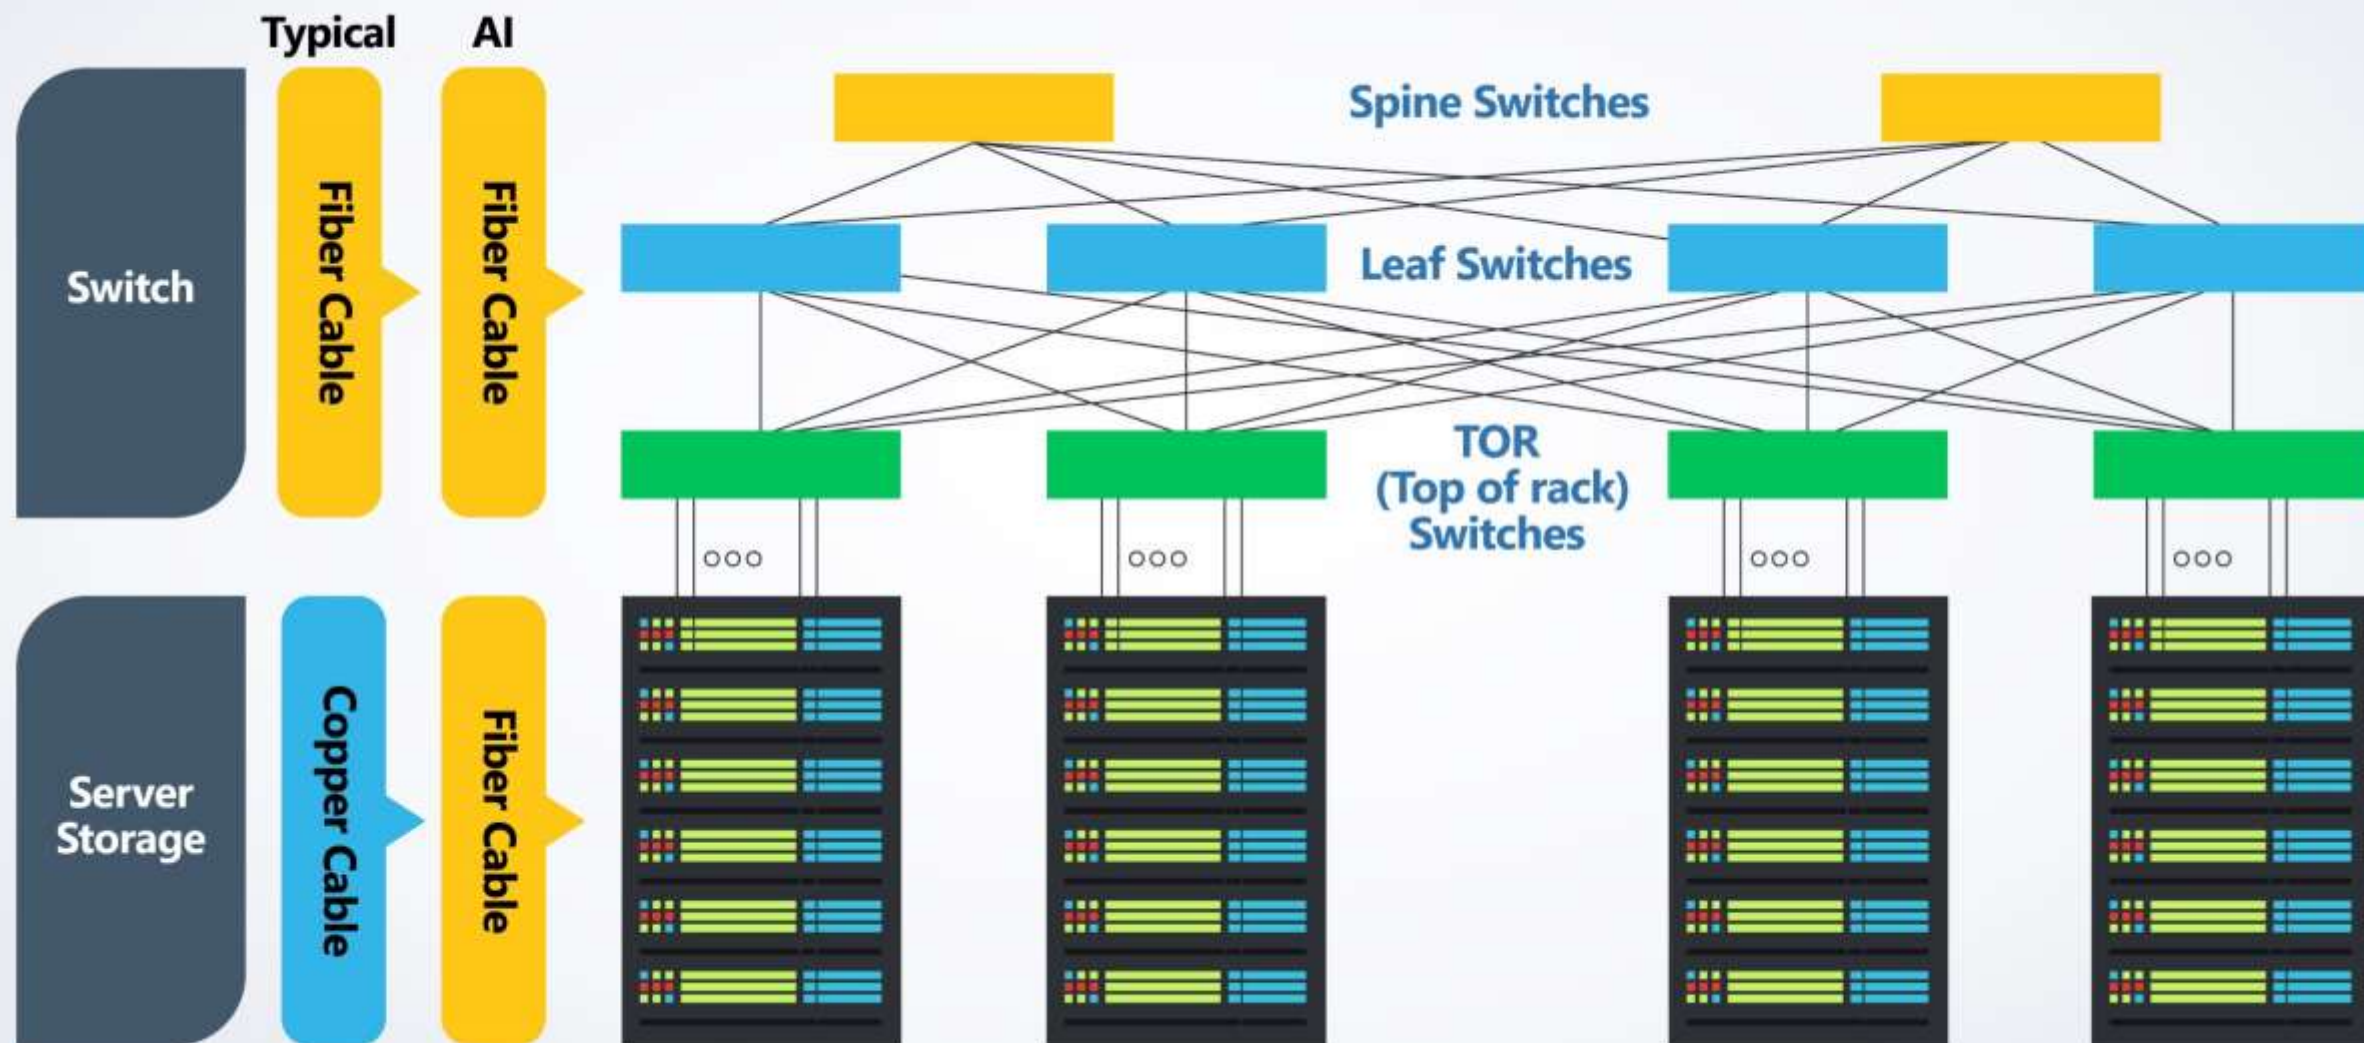 Typical
AI
Switch
Fiber Cable
Fiber Cable
Spine Switches
Leaf Switches
TOR
(Top of rack)
Switches
Server
Storage
Copper Cable
Fiber Cable